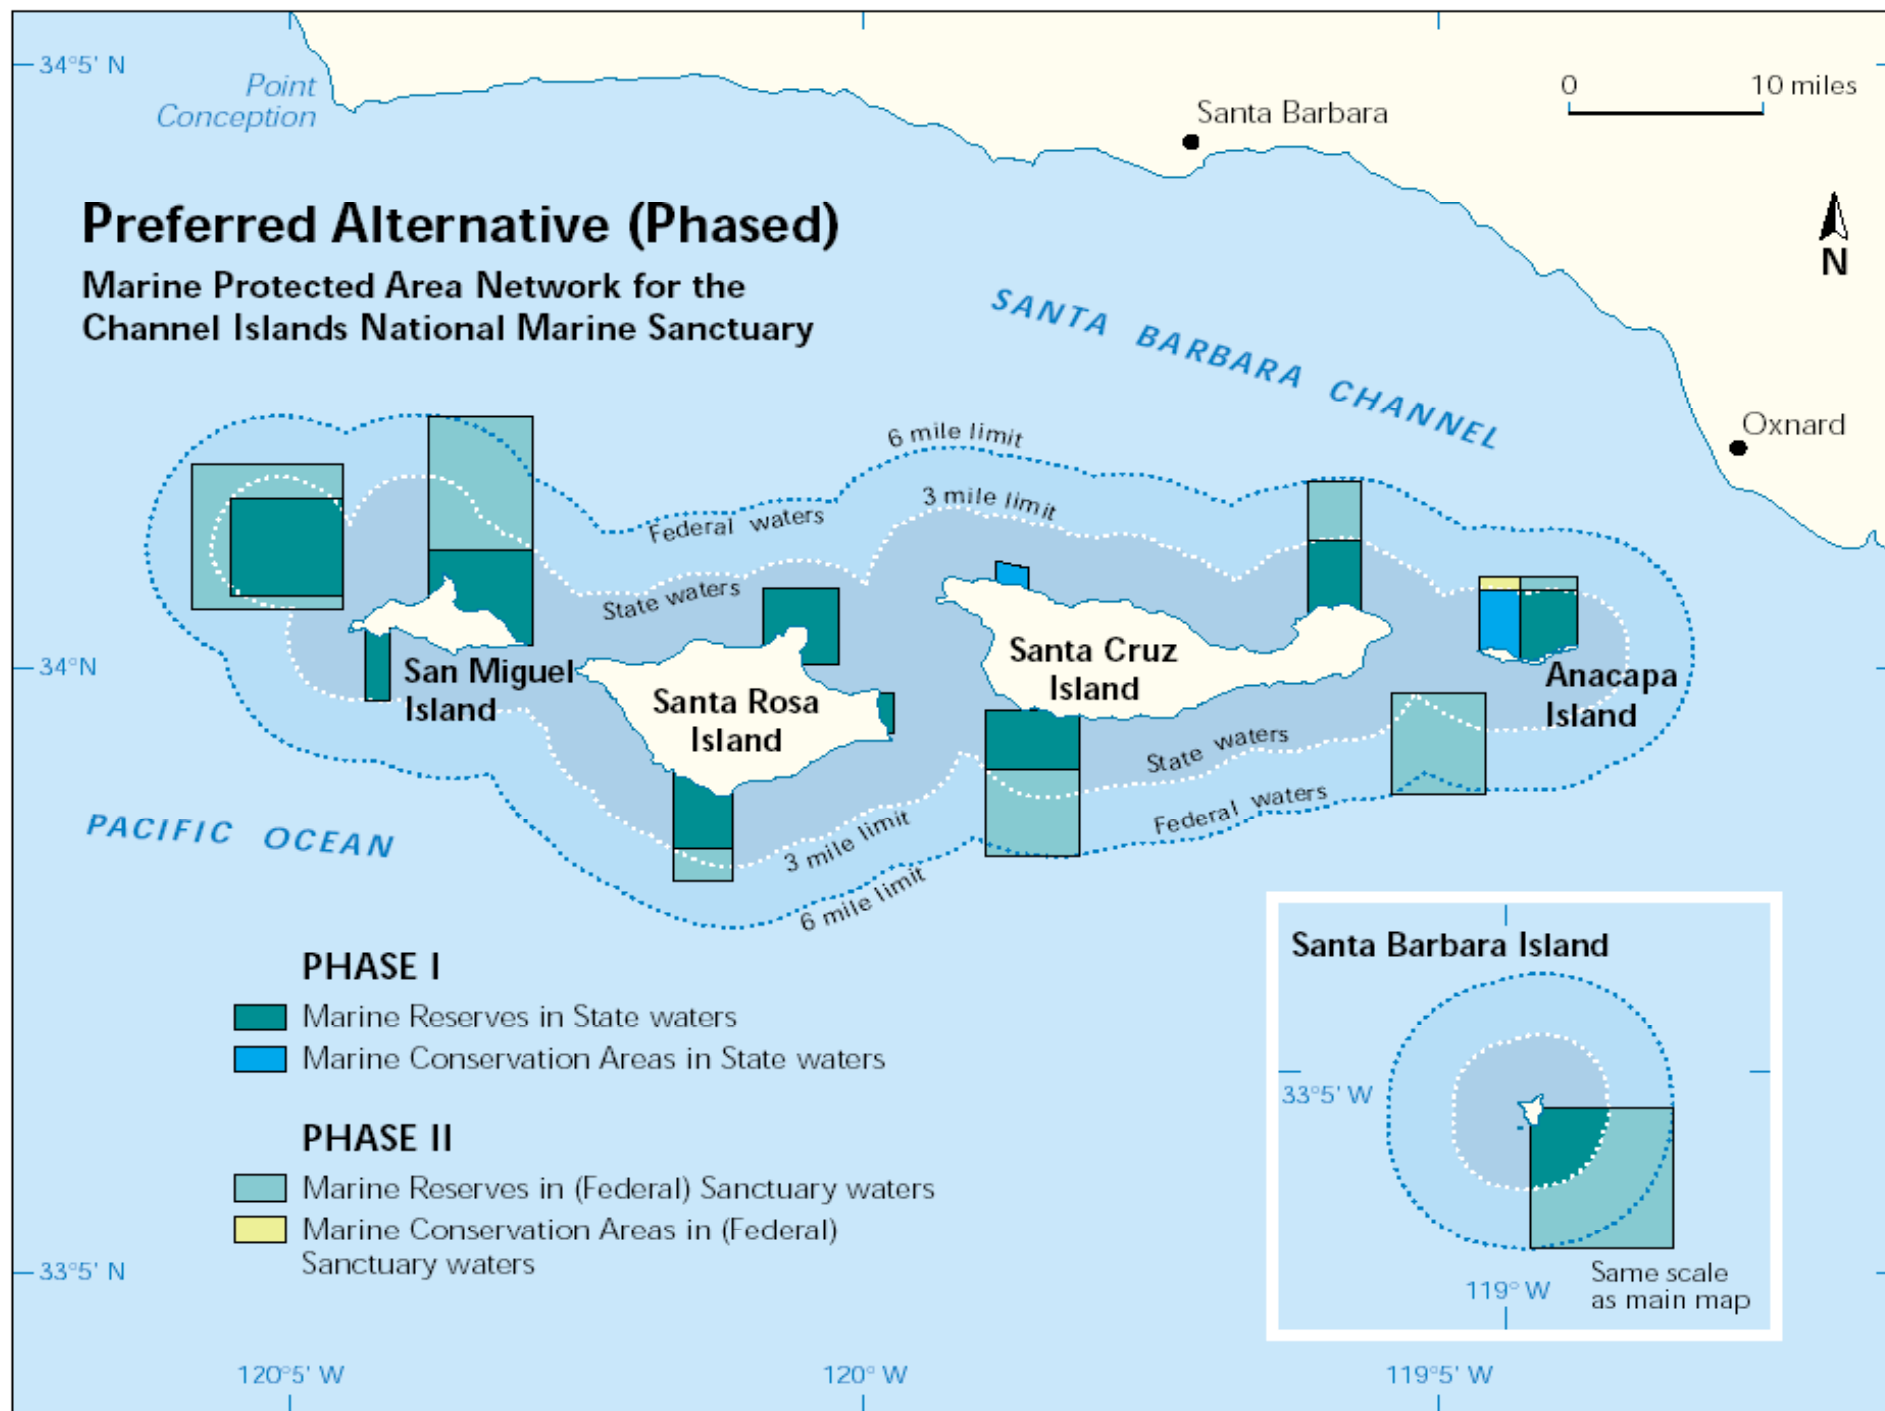 34°5' N
Point
Conception
Santa Barbara
0 10 miles
N
Preferred Alternative (Phased)
Marine Protected Area Network for the
Channel Islands National Marine Sanctuary
SANTA BARBARA CHANNEL
Oxnard
6 mile limit
3 mile limit
Federal waters
State waters
34°N
San Miguel
Island
Santa Rosa
Island
Santa Cruz
Island
Anacapa
Island
State waters
Federal waters
3 mile limit
6 mile limit
PACIFIC OCEAN
PHASE I
Marine Reserves in State waters
Marine Conservation Areas in State waters
PHASE II
Marine Reserves in (Federal) Sanctuary waters
Marine Conservation Areas in (Federal)
Sanctuary waters
33°5' N
Santa Barbara Island
33°5' W
119° W
Same scale
as main map
120°5' W
120° W
119°5' W